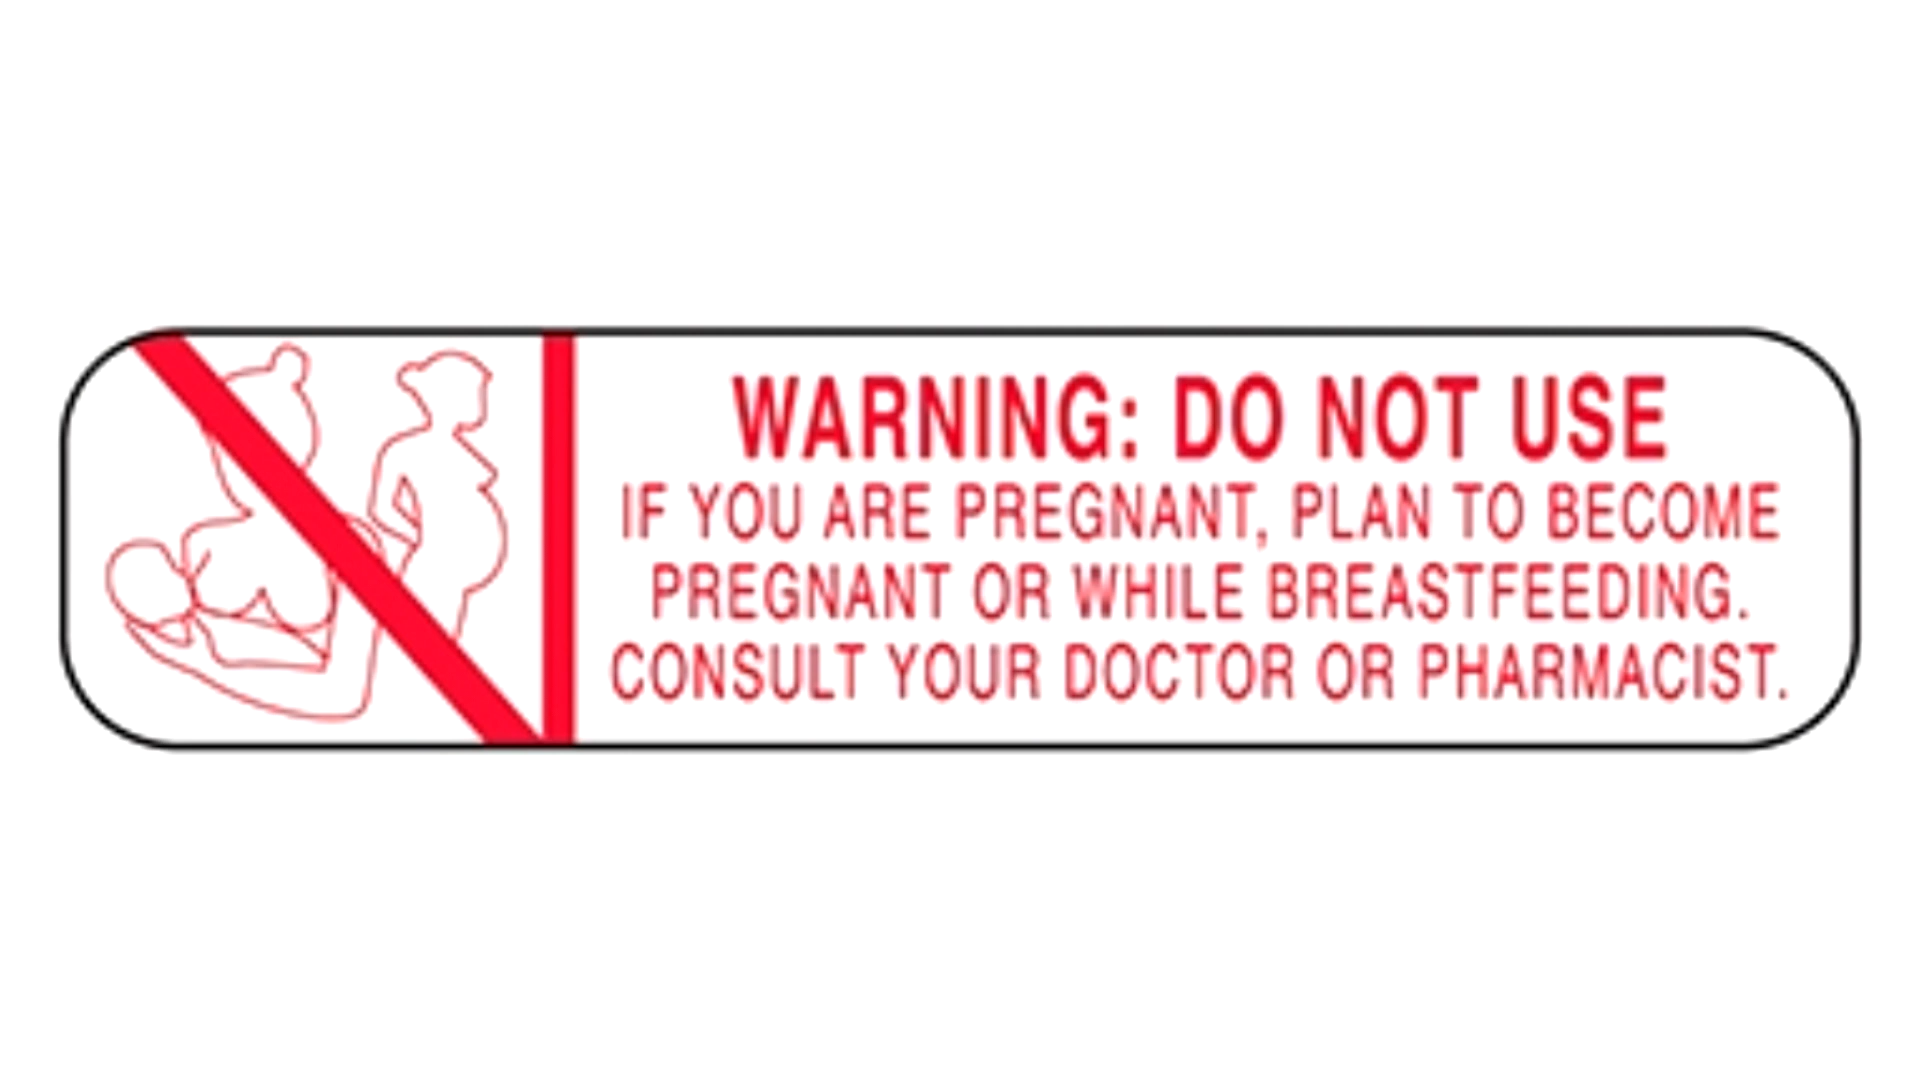 WARNING: DO NOT USE
IF YOU ARE PREGNANT, PLAN TO BECOME
PREGNANT OR WHILE BREASTFEEDING.
CONSULT YOUR DOCTOR OR PHARMACIST.